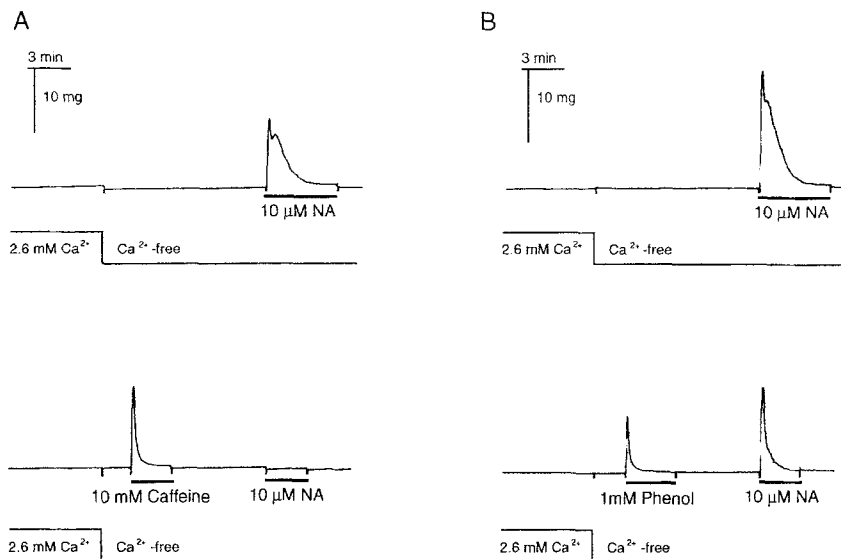 A
B
3 min
10 mg
3 min
10 mg
10 µM NA
10 µM NA
2.6 mM Ca²⁺ Ca²⁺ -free
2.6 mM Ca²⁺ Ca²⁺ -free
10 mM Caffeine
10 µM NA
1mM Phenol
10 µM NA
2.6 mM Ca²⁺ Ca²⁺ -free
2.6 mM Ca²⁺ Ca²⁺ -free